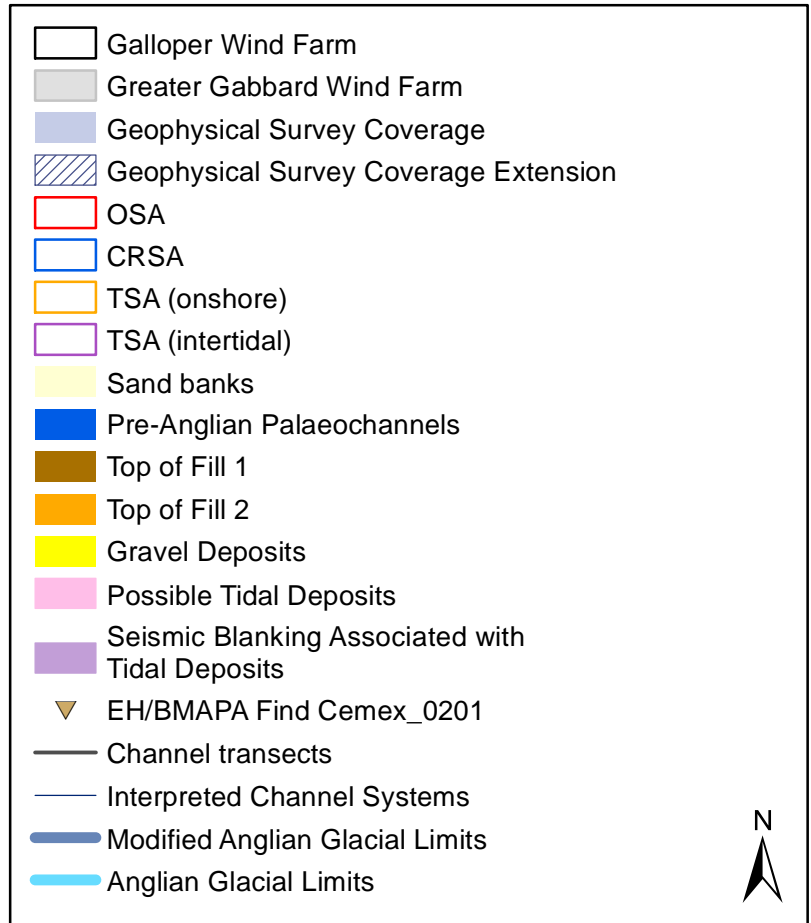 Galloper Wind Farm
Greater Gabbard Wind Farm
Geophysical Survey Coverage
Geophysical Survey Coverage Extension
OSA
CRSA
TSA (onshore)
TSA (intertidal)
Sand banks
Pre-Anglian Palaeochannels
Top of Fill 1
Top of Fill 2
Gravel Deposits
Possible Tidal Deposits
Seismic Blanking Associated with
Tidal Deposits
EH/BMAPA Find Cemex_0201
Channel transects
Interpreted Channel Systems
Modified Anglian Glacial Limits
Anglian Glacial Limits
N